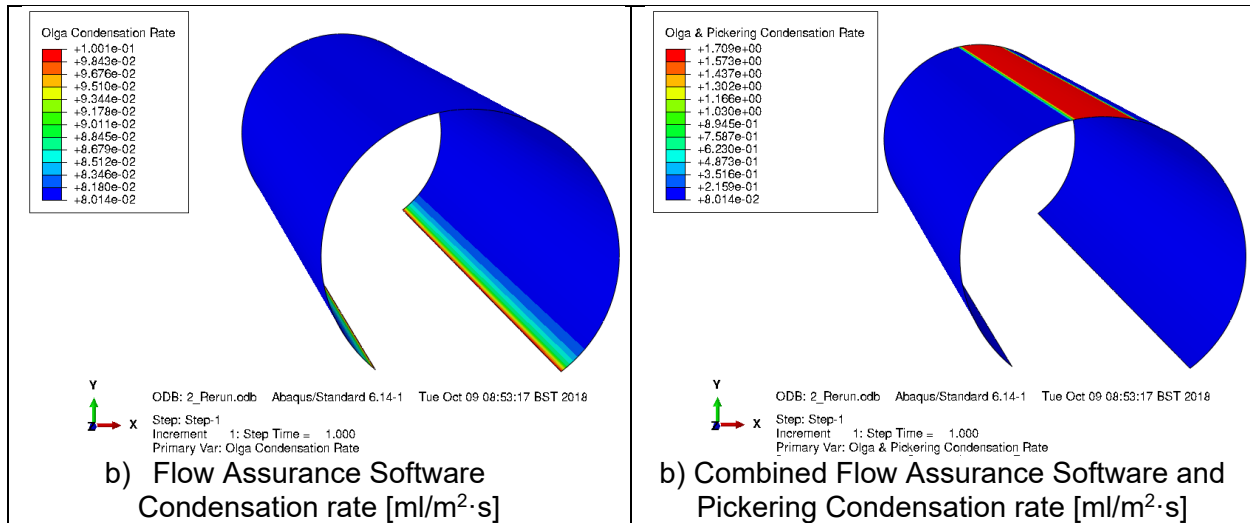 Olga Condensation Rate
+1.001e-01
+9.843e-02
+9.676e-02
+9.510e-02
+9.344e-02
+9.178e-02
+9.011e-02
+8.845e-02
+8.679e-02
+8.512e-02
+8.346e-02
+8.180e-02
+8.014e-02
Y
X
Z
ODB: 2_Rerun.odb Abaqus/Standard 6.14-1 Tue Oct 09 08:53:17 BST 2018
Step: Step-1
Increment 1: Step Time = 1.000
Primary Var: Olga Condensation Rate
b) Flow Assurance Software
Condensation rate [ml/m²·s]
Olga & Pickering Condensation Rate
+1.709e+00
+1.573e+00
+1.437e+00
+1.302e+00
+1.166e+00
+1.030e+00
+8.945e-01
+7.587e-01
+6.230e-01
+4.873e-01
+3.516e-01
+2.159e-01
+8.014e-02
Y
X
Z
ODB: 2_Rerun.odb Abaqus/Standard 6.14-1 Tue Oct 09 08:53:17 BST 2018
Step: Step-1
Increment 1: Step Time = 1.000
Primary Var: Olga & Pickering Condensation Rate
b) Combined Flow Assurance Software and
Pickering Condensation rate [ml/m²·s]